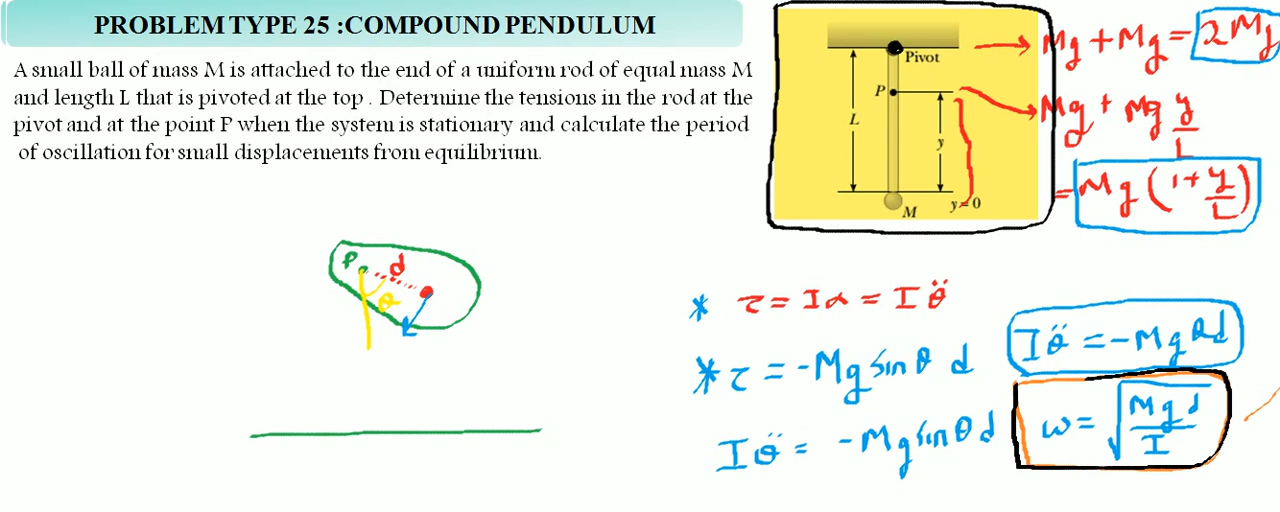 PROBLEM TYPE 25 :COMPOUND PENDULUM
A small ball of mass M is attached to the end of a uniform rod of equal mass M
and length L that is pivoted at the top . Determine the tensions in the rod at the
pivot and at the point P when the system is stationary and calculate the period
of oscillation for small displacements from equilibrium.
Pivot
P
L
y
y=0
M
Mg + Mg = 2Mg
Mg + Mg y/L
= Mg (1 + y/L)
P
d
θ
* τ = Iα = Iθ̈
* τ = -Mg sin θ d
Iθ̈ = -Mg sin θ d
Iθ̈ = -Mgθd
ω = √(Mgd/I)